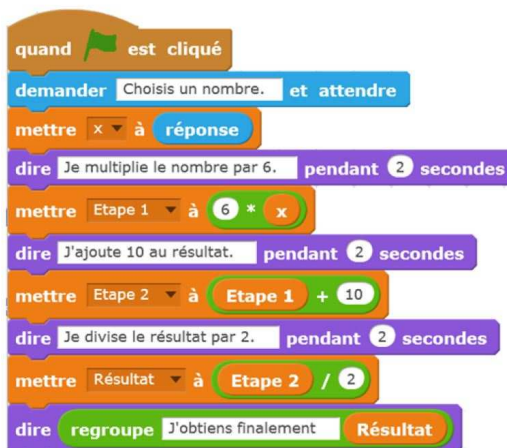 quand est cliqué
demander Choisis un nombre. et attendre
mettre x à réponse
dire Je multiplie le nombre par 6. pendant 2 secondes
mettre Etape 1 à 6 * x
dire J'ajoute 10 au résultat. pendant 2 secondes
mettre Etape 2 à Etape 1 + 10
dire Je divise le résultat par 2. pendant 2 secondes
mettre Résultat à Etape 2 / 2
dire regroupe J'obtiens finalement Résultat